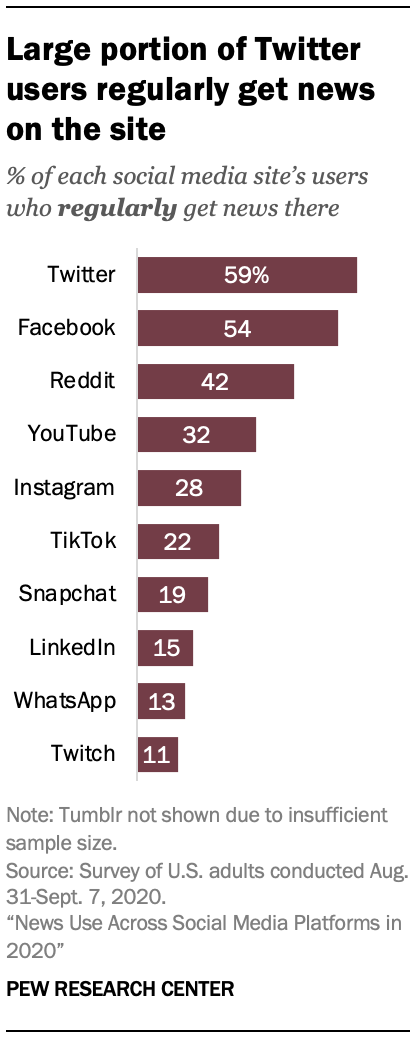 Large portion of Twitter
users regularly get news
on the site
% of each social media site’s users
who regularly get news there
Twitter 59%
Facebook 54
Reddit 42
YouTube 32
Instagram 28
TikTok 22
Snapchat 19
LinkedIn 15
WhatsApp 13
Twitch 11
Note: Tumblr not shown due to insufficient
sample size.
Source: Survey of U.S. adults conducted Aug.
31-Sept. 7, 2020.
“News Use Across Social Media Platforms in
2020”
PEW RESEARCH CENTER